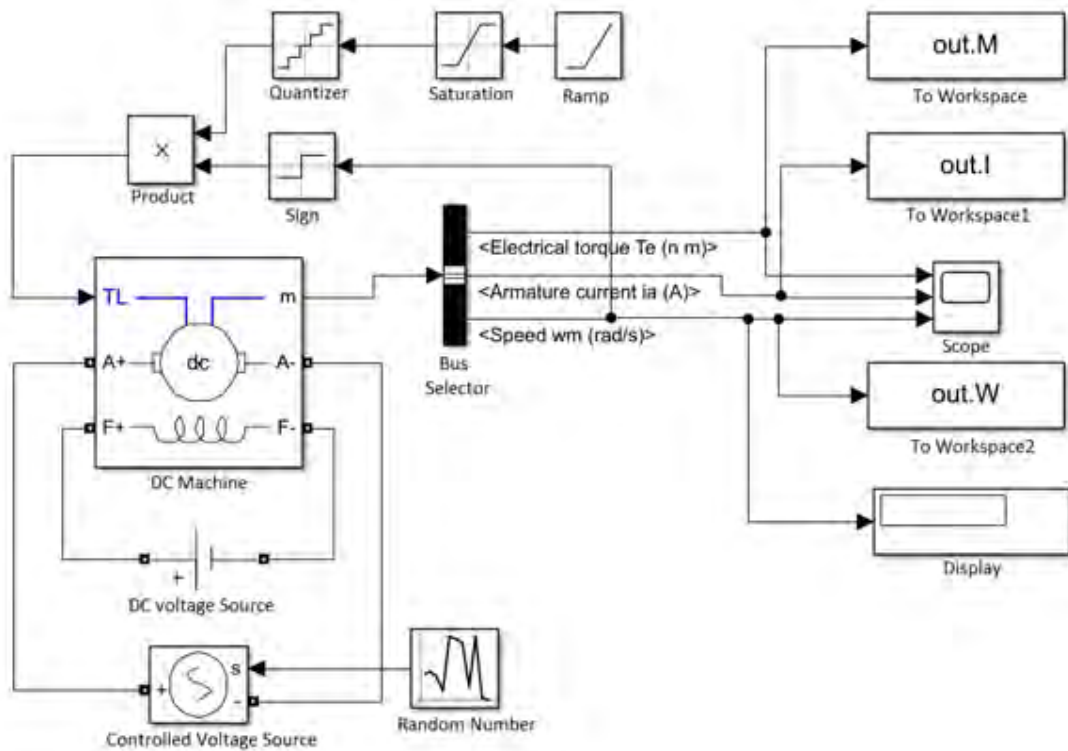 out.M
To Workspace
Quantizer
Saturation
Ramp
×
Product
Sign
out.I
To Workspace1
<Electrical torque Te (n m)>
<Armature current ia (A)>
<Speed wm (rad/s)>
Bus
Selector
Scope
TL
m
A+
dc
A-
F+
F-
DC Machine
out.W
To Workspace2
Display
+
DC voltage Source
s
+
-
Controlled Voltage Source
Random Number